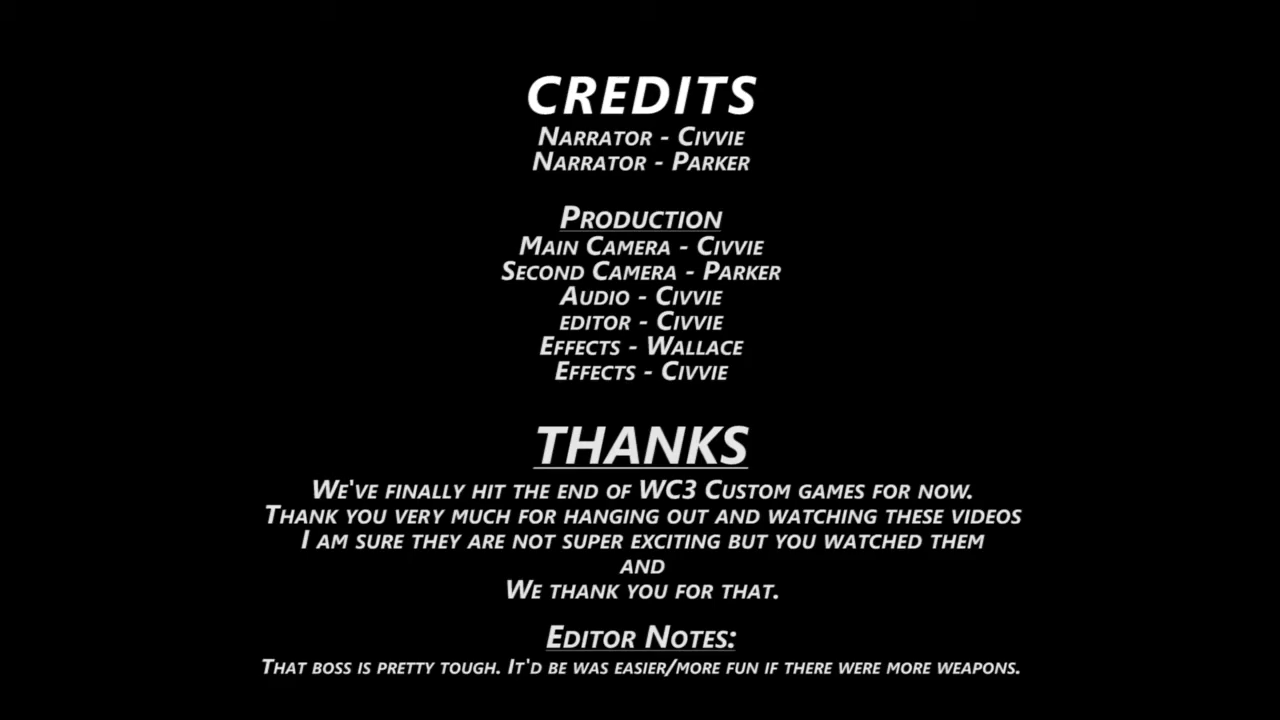 CREDITS
NARRATOR - CIVVIE
NARRATOR - PARKER
PRODUCTION
MAIN CAMERA - CIVVIE
SECOND CAMERA - PARKER
AUDIO - CIVVIE
EDITOR - CIVVIE
EFFECTS - WALLACE
EFFECTS - CIVVIE
THANKS
WE'VE FINALLY HIT THE END OF WC3 CUSTOM GAMES FOR NOW.
THANK YOU VERY MUCH FOR HANGING OUT AND WATCHING THESE VIDEOS
I AM SURE THEY ARE NOT SUPER EXCITING BUT YOU WATCHED THEM
AND
WE THANK YOU FOR THAT.
EDITOR NOTES:
THAT BOSS IS PRETTY TOUGH. IT'D BE WAS EASIER/MORE FUN IF THERE WERE MORE WEAPONS.